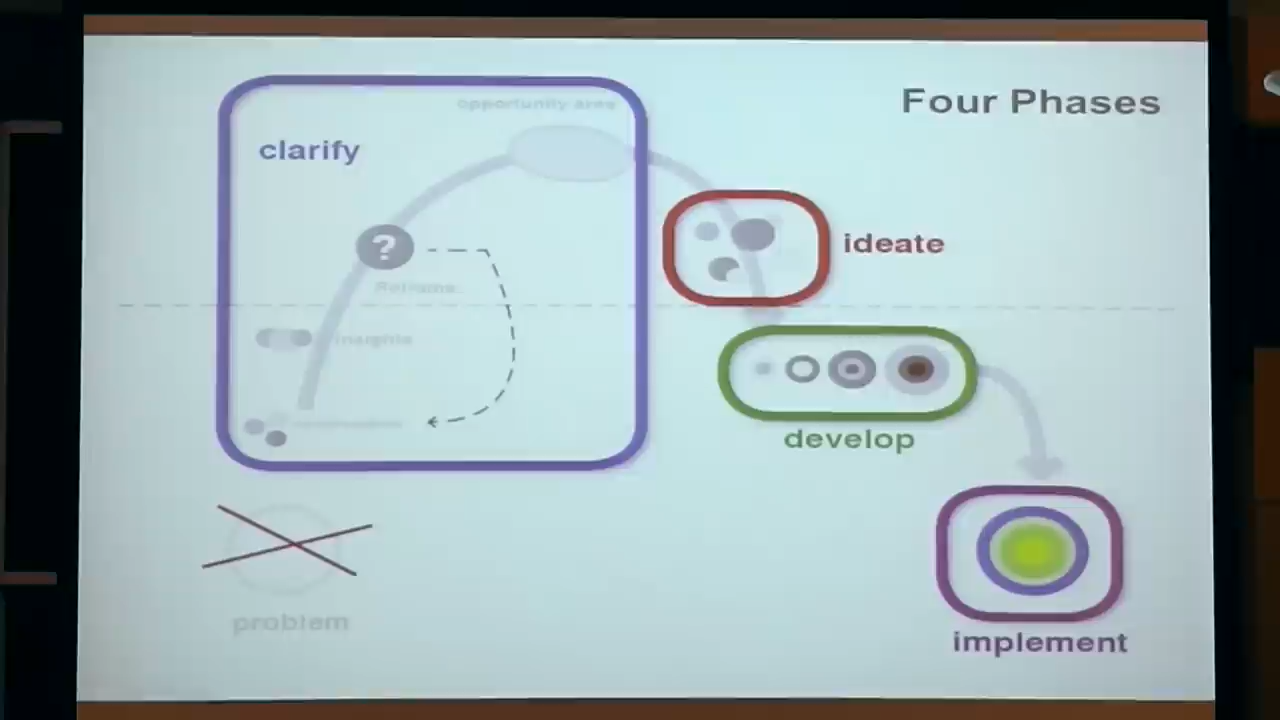 Four Phases
opportunity area
clarify
?
ideate
Reframe
insights
develop
problem
implement